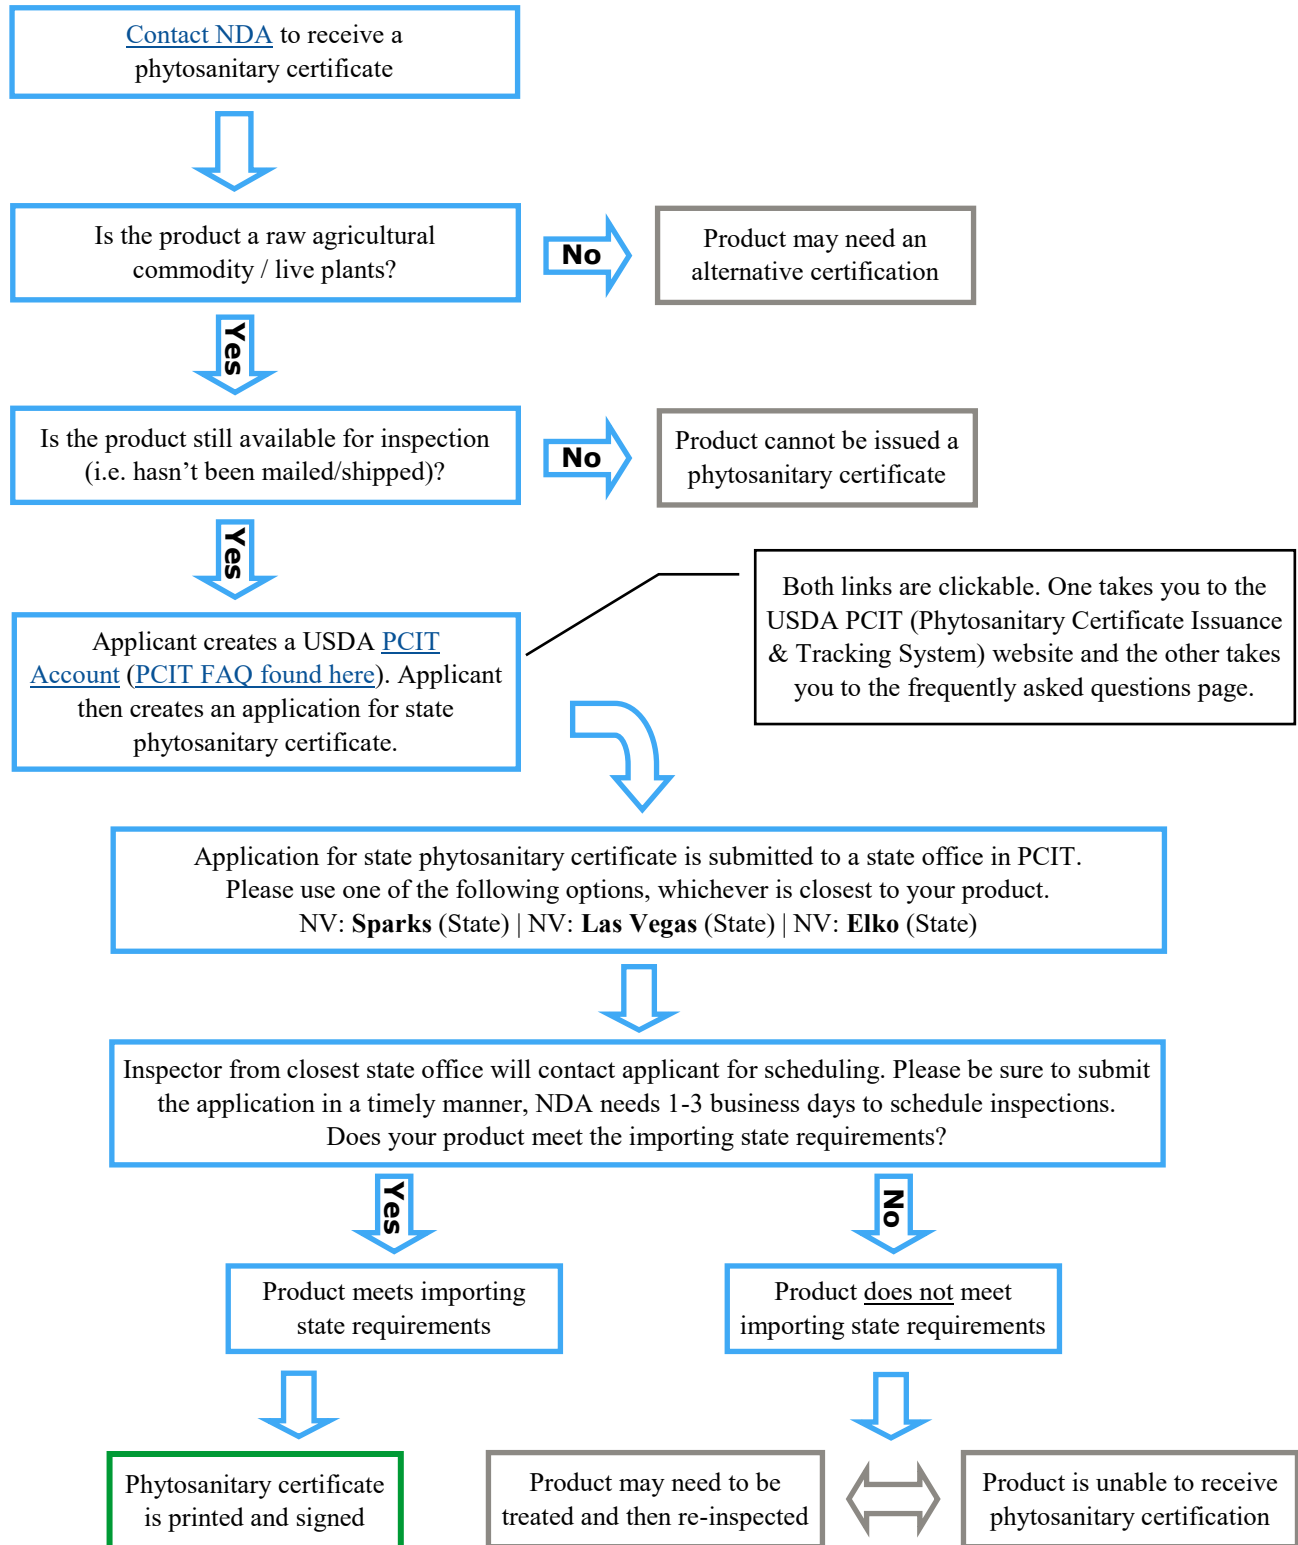 Contact NDA to receive a
phytosanitary certificate
Is the product a raw agricultural
commodity / live plants?
No
Product may need an
alternative certification
Yes
Is the product still available for inspection
(i.e. hasn’t been mailed/shipped)?
No
Product cannot be issued a
phytosanitary certificate
Yes
Applicant creates a USDA PCIT
Account (PCIT FAQ found here). Applicant
then creates an application for state
phytosanitary certificate.
Both links are clickable. One takes you to the
USDA PCIT (Phytosanitary Certificate Issuance
& Tracking System) website and the other takes
you to the frequently asked questions page.
Application for state phytosanitary certificate is submitted to a state office in PCIT.
Please use one of the following options, whichever is closest to your product.
NV: Sparks (State) | NV: Las Vegas (State) | NV: Elko (State)
Inspector from closest state office will contact applicant for scheduling. Please be sure to submit
the application in a timely manner, NDA needs 1-3 business days to schedule inspections.
Does your product meet the importing state requirements?
Yes
No
Product meets importing
state requirements
Product does not meet
importing state requirements
Phytosanitary certificate
is printed and signed
Product may need to be
treated and then re-inspected
Product is unable to receive
phytosanitary certification